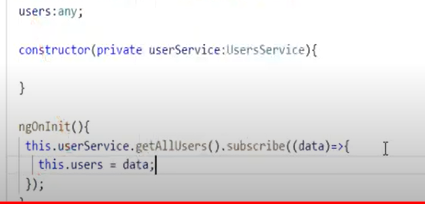 users:any;
constructor(private userService:UsersService){
}
ngOnInit(){
this.userService.getAllUsers().subscribe((data)=>{
this.users = data;
});
}